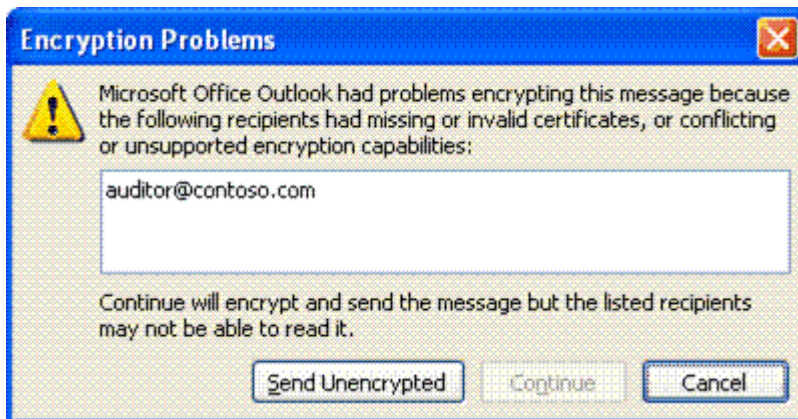 Encryption Problems
Microsoft Office Outlook had problems encrypting this message because
the following recipients had missing or invalid certificates, or conflicting
or unsupported encryption capabilities:
auditor@contoso.com
Continue will encrypt and send the message but the listed recipients
may not be able to read it.
Send Unencrypted Continue Cancel